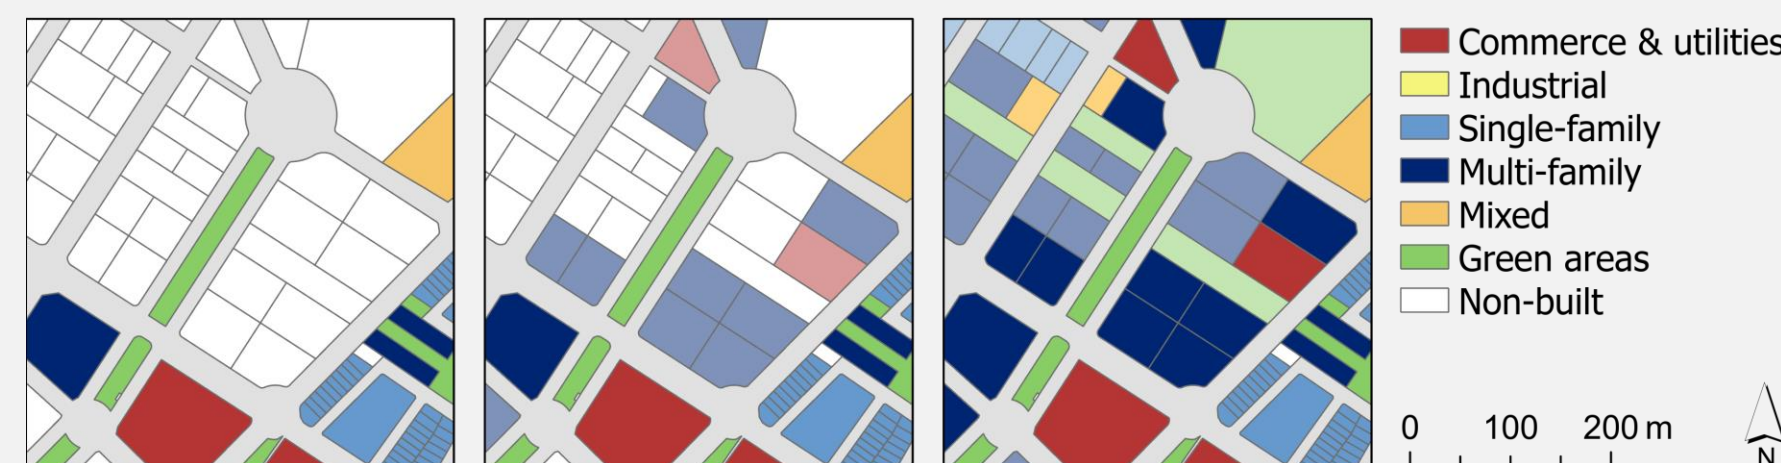 Commerce & utilities
Industrial
Single-family
Multi-family
Mixed
Green areas
Non-built
0 100 200 m
N